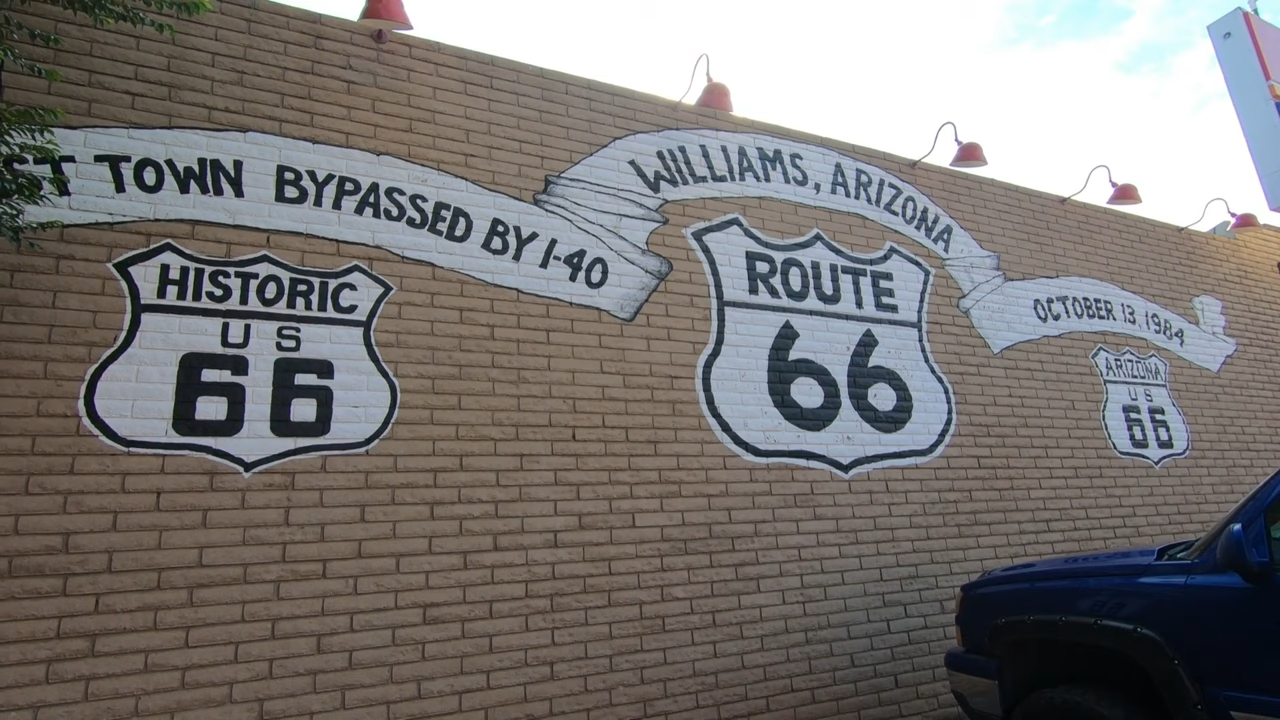 ST TOWN BYPASSED BY I-40
WILLIAMS, ARIZONA
OCTOBER 13, 1984
HISTORIC
US
66
ROUTE
66
ARIZONA
US
66